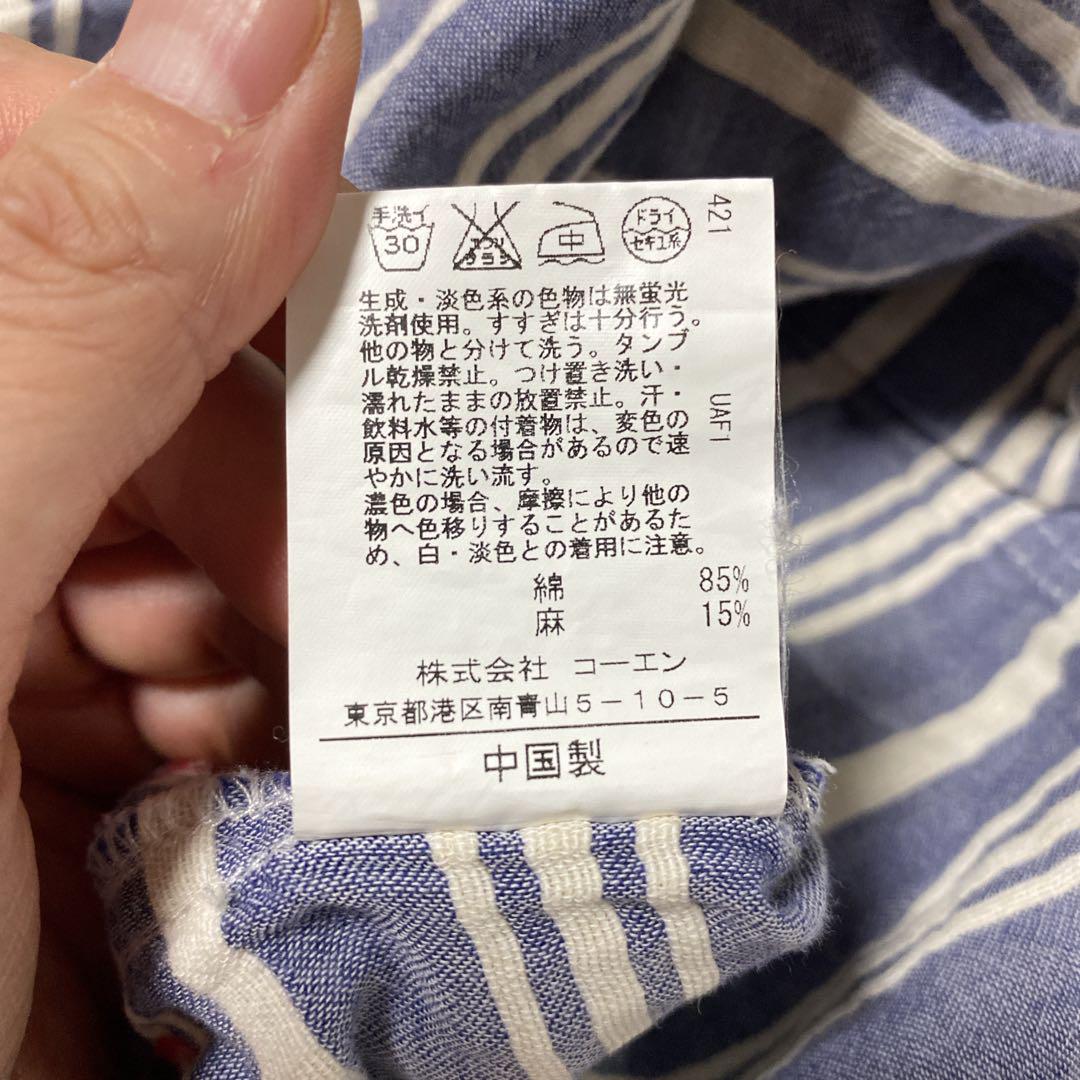 手洗イ
30
エンソ
サラシ
中
ドライ
セキユ系
421
生成・淡色系の色物は無蛍光
洗剤使用。すすぎは十分行う。
他の物と分けて洗う。タンブ
ル乾燥禁止。つけ置き洗い・
濡れたままの放置禁止。汗・
飲料水等の付着物は、変色の
原因となる場合があるので速
やかに洗い流す。
濃色の場合、摩擦により他の
物へ色移りすることがあるた
め、白・淡色との着用に注意。
UAF1
綿 85%
麻 15%
株式会社 コーエン
東京都港区南青山5-10-5
中国製